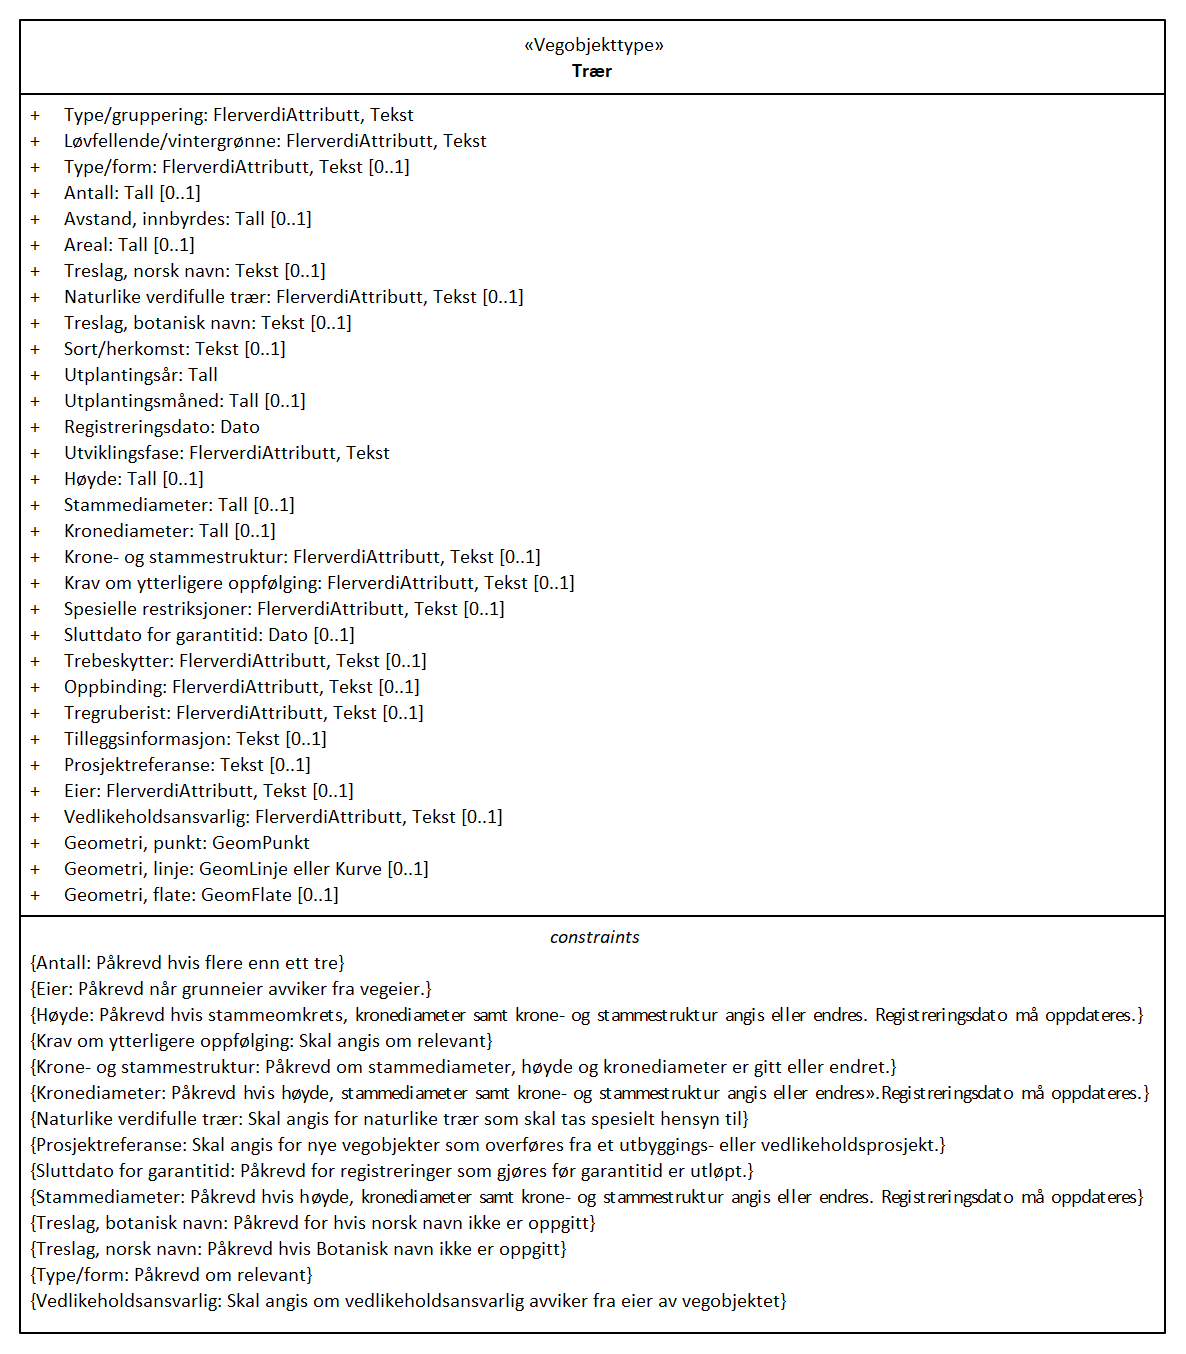 «Vegobjekttype»
Trær
+ Type/gruppering: FlerverdiAttributt, Tekst
+ Løvfellende/vintergrønne: FlerverdiAttributt, Tekst
+ Type/form: FlerverdiAttributt, Tekst [0..1]
+ Antall: Tall [0..1]
+ Avstand, innbyrdes: Tall [0..1]
+ Areal: Tall [0..1]
+ Treslag, norsk navn: Tekst [0..1]
+ Naturlike verdifulle trær: FlerverdiAttributt, Tekst [0..1]
+ Treslag, botanisk navn: Tekst [0..1]
+ Sort/herkomst: Tekst [0..1]
+ Utplantingsår: Tall
+ Utplantingsmåned: Tall [0..1]
+ Registreringsdato: Dato
+ Utviklingsfase: FlerverdiAttributt, Tekst
+ Høyde: Tall [0..1]
+ Stammediameter: Tall [0..1]
+ Kronediameter: Tall [0..1]
+ Krone- og stammestruktur: FlerverdiAttributt, Tekst [0..1]
+ Krav om ytterligere oppfølging: FlerverdiAttributt, Tekst [0..1]
+ Spesielle restriksjoner: FlerverdiAttributt, Tekst [0..1]
+ Sluttdato for garantitid: Dato [0..1]
+ Trebeskytter: FlerverdiAttributt, Tekst [0..1]
+ Oppbinding: FlerverdiAttributt, Tekst [0..1]
+ Tregruberist: FlerverdiAttributt, Tekst [0..1]
+ Tilleggsinformasjon: Tekst [0..1]
+ Prosjektreferanse: Tekst [0..1]
+ Eier: FlerverdiAttributt, Tekst [0..1]
+ Vedlikeholdsansvarlig: FlerverdiAttributt, Tekst [0..1]
+ Geometri, punkt: GeomPunkt
+ Geometri, linje: GeomLinje eller Kurve [0..1]
+ Geometri, flate: GeomFlate [0..1]
constraints
{Antall: Påkrevd hvis flere enn ett tre}
{Eier: Påkrevd når grunneier avviker fra vegeier.}
{Høyde: Påkrevd hvis stammeomkrets, kronediameter samt krone- og stammestruktur angis eller endres. Registreringsdato må oppdateres.}
{Krav om ytterligere oppfølging: Skal angis om relevant}
{Krone- og stammestruktur: Påkrevd om stammediameter, høyde og kronediameter er gitt eller endret.}
{Kronediameter: Påkrevd hvis høyde, stammediameter samt krone- og stammestruktur angis eller endres».Registreringsdato må oppdateres.}
{Naturlike verdifulle trær: Skal angis for naturlike trær som skal tas spesielt hensyn til}
{Prosjektreferanse: Skal angis for nye vegobjekter som overføres fra et utbyggings- eller vedlikeholdsprosjekt.}
{Sluttdato for garantitid: Påkrevd for registreringer som gjøres før garantitid er utløpt.}
{Stammediameter: Påkrevd hvis høyde, kronediameter samt krone- og stammestruktur angis eller endres. Registreringsdato må oppdateres}
{Treslag, botanisk navn: Påkrevd for hvis norsk navn ikke er oppgitt}
{Treslag, norsk navn: Påkrevd hvis Botanisk navn ikke er oppgitt}
{Type/form: Påkrevd om relevant}
{Vedlikeholdsansvarlig: Skal angis om vedlikeholdsansvarlig avviker fra eier av vegobjektet}